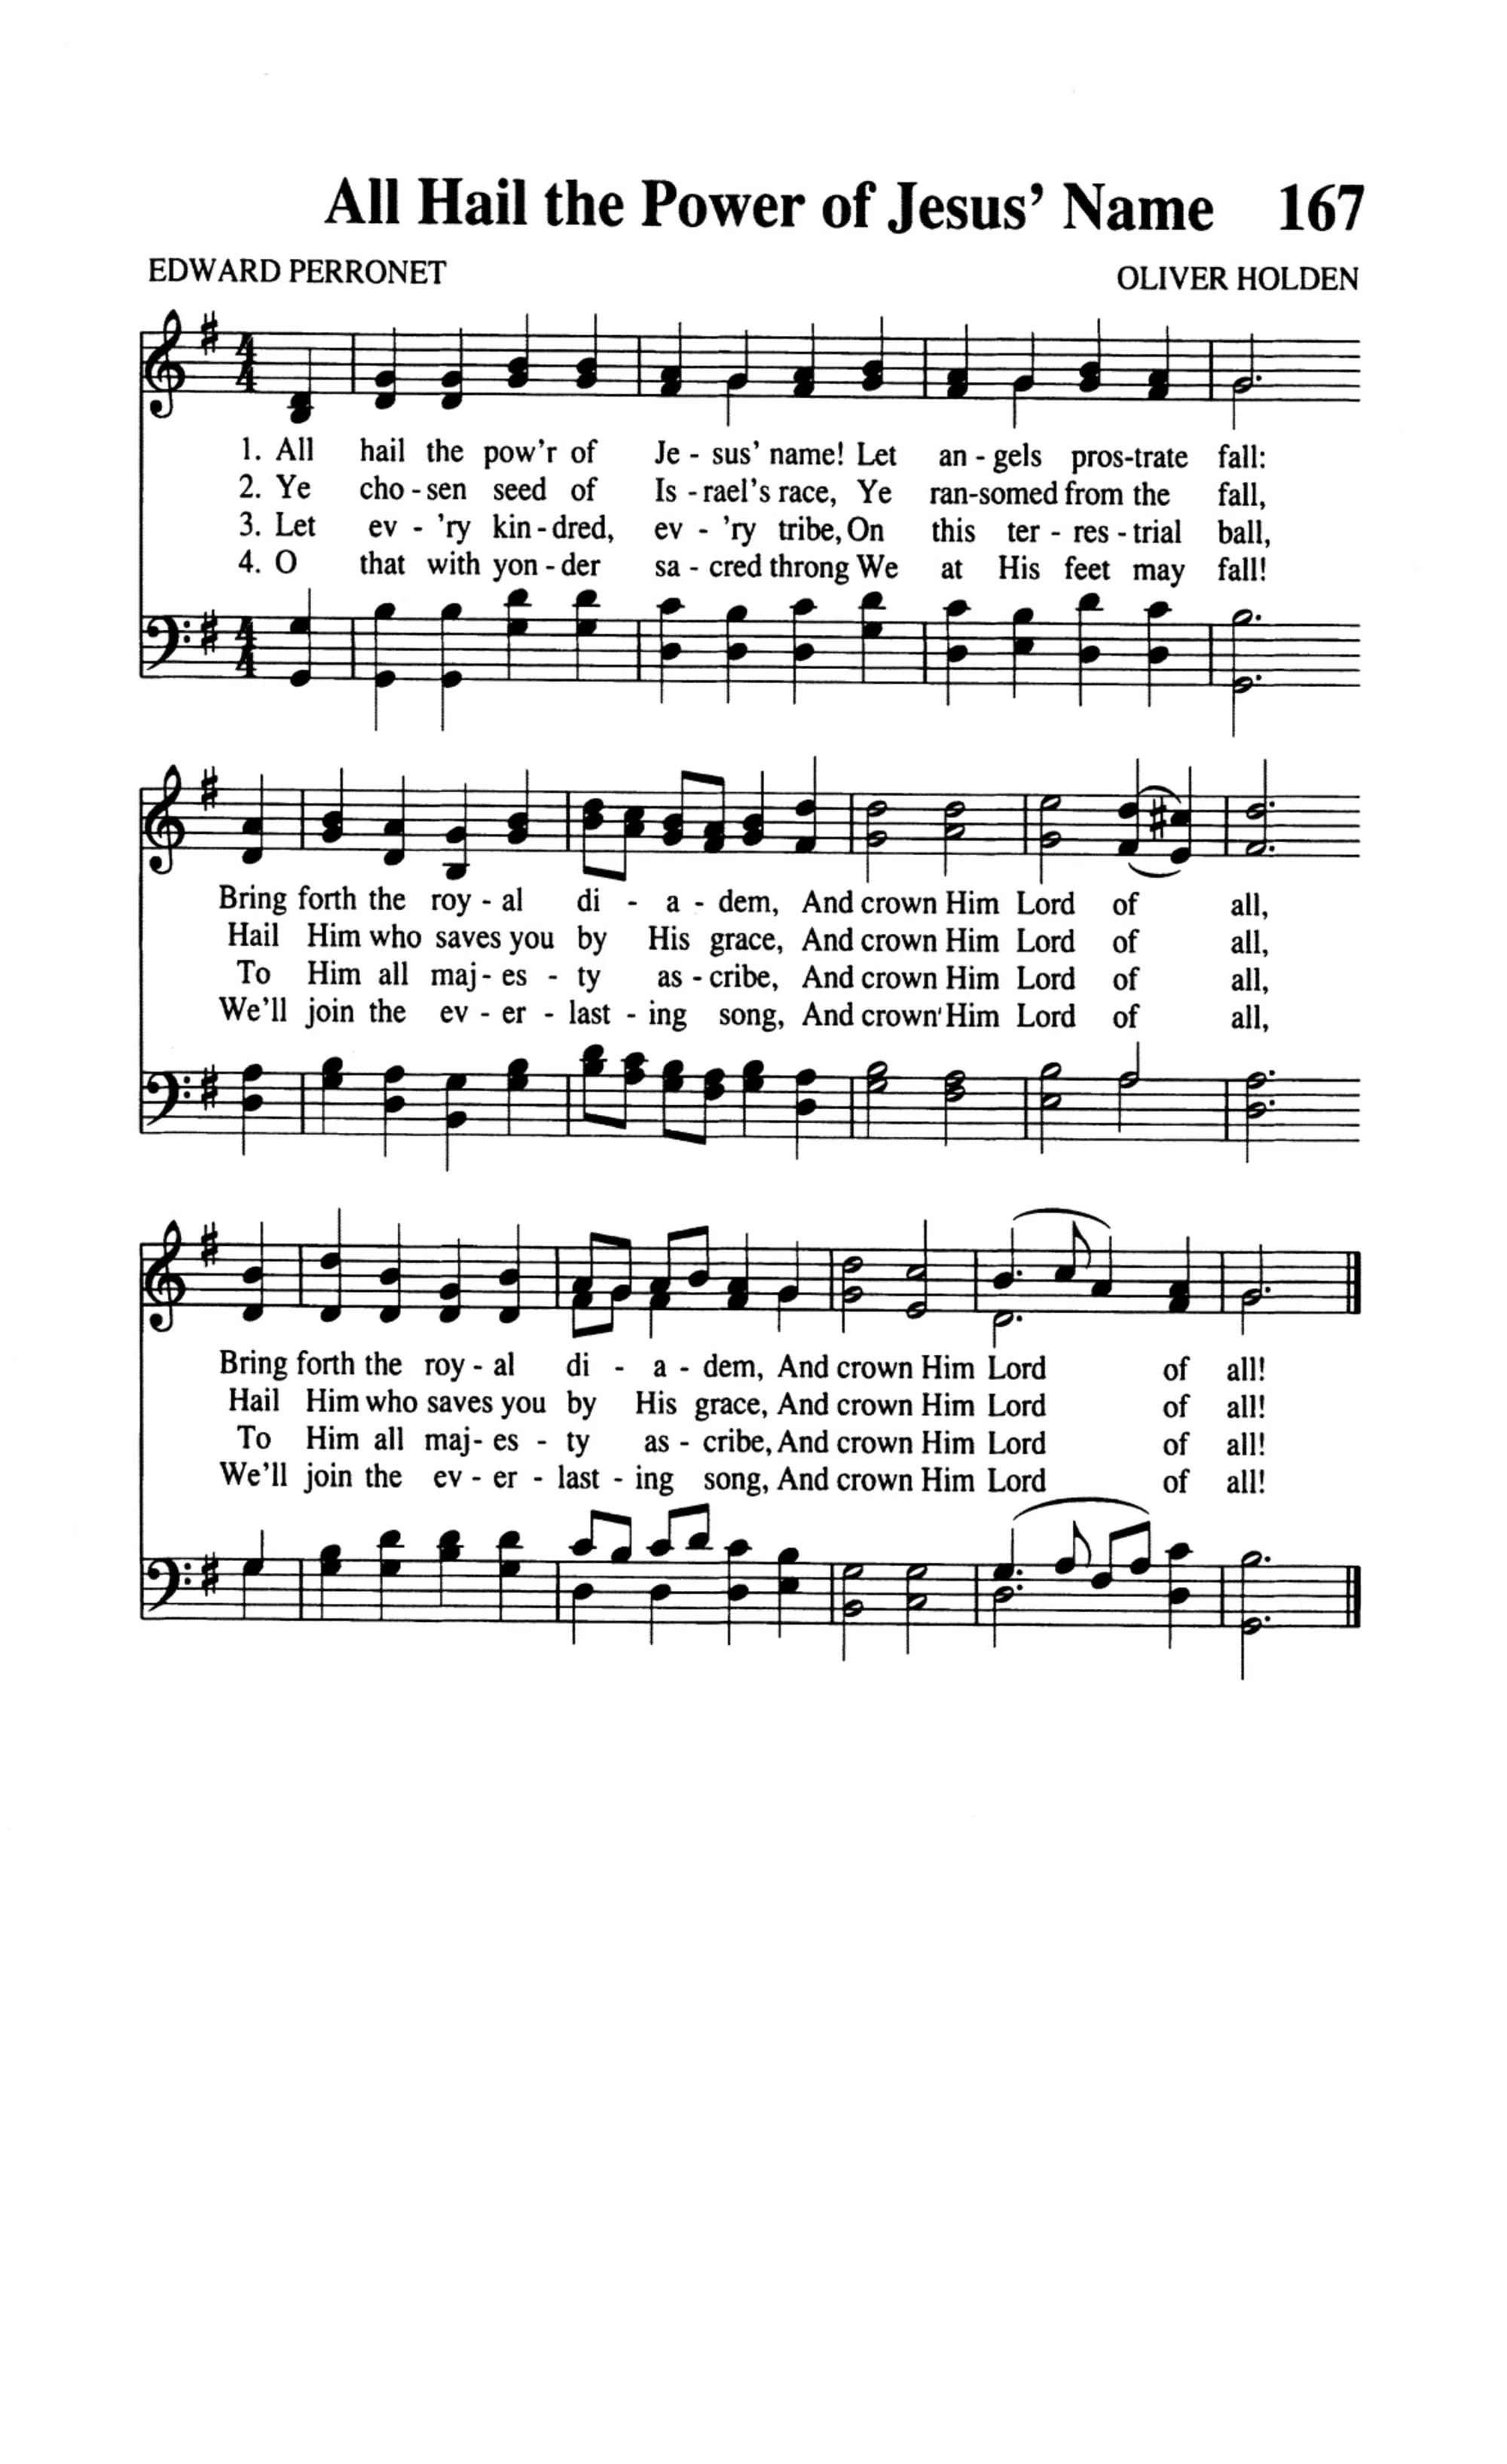 All Hail the Power of Jesus’ Name 167
EDWARD PERRONET OLIVER HOLDEN
4 4
1. All hail the pow’r of Je - sus’ name! Let an - gels pros-trate fall:
2. Ye cho - sen seed of Is - rael’s race, Ye ran-somed from the fall,
3. Let ev - ’ry kin - dred, ev - ’ry tribe, On this ter - res - trial ball,
4. O that with yon - der sa - cred throng We at His feet may fall!
4 4
Bring forth the roy - al di - a - dem, And crown Him Lord of all,
Hail Him who saves you by His grace, And crown Him Lord of all,
To Him all maj - es - ty as - cribe, And crown Him Lord of all,
We’ll join the ev - er - last - ing song, And crown Him Lord of all,
Bring forth the roy - al di - a - dem, And crown Him Lord of all!
Hail Him who saves you by His grace, And crown Him Lord of all!
To Him all maj - es - ty as - cribe, And crown Him Lord of all!
We’ll join the ev - er - last - ing song, And crown Him Lord of all!